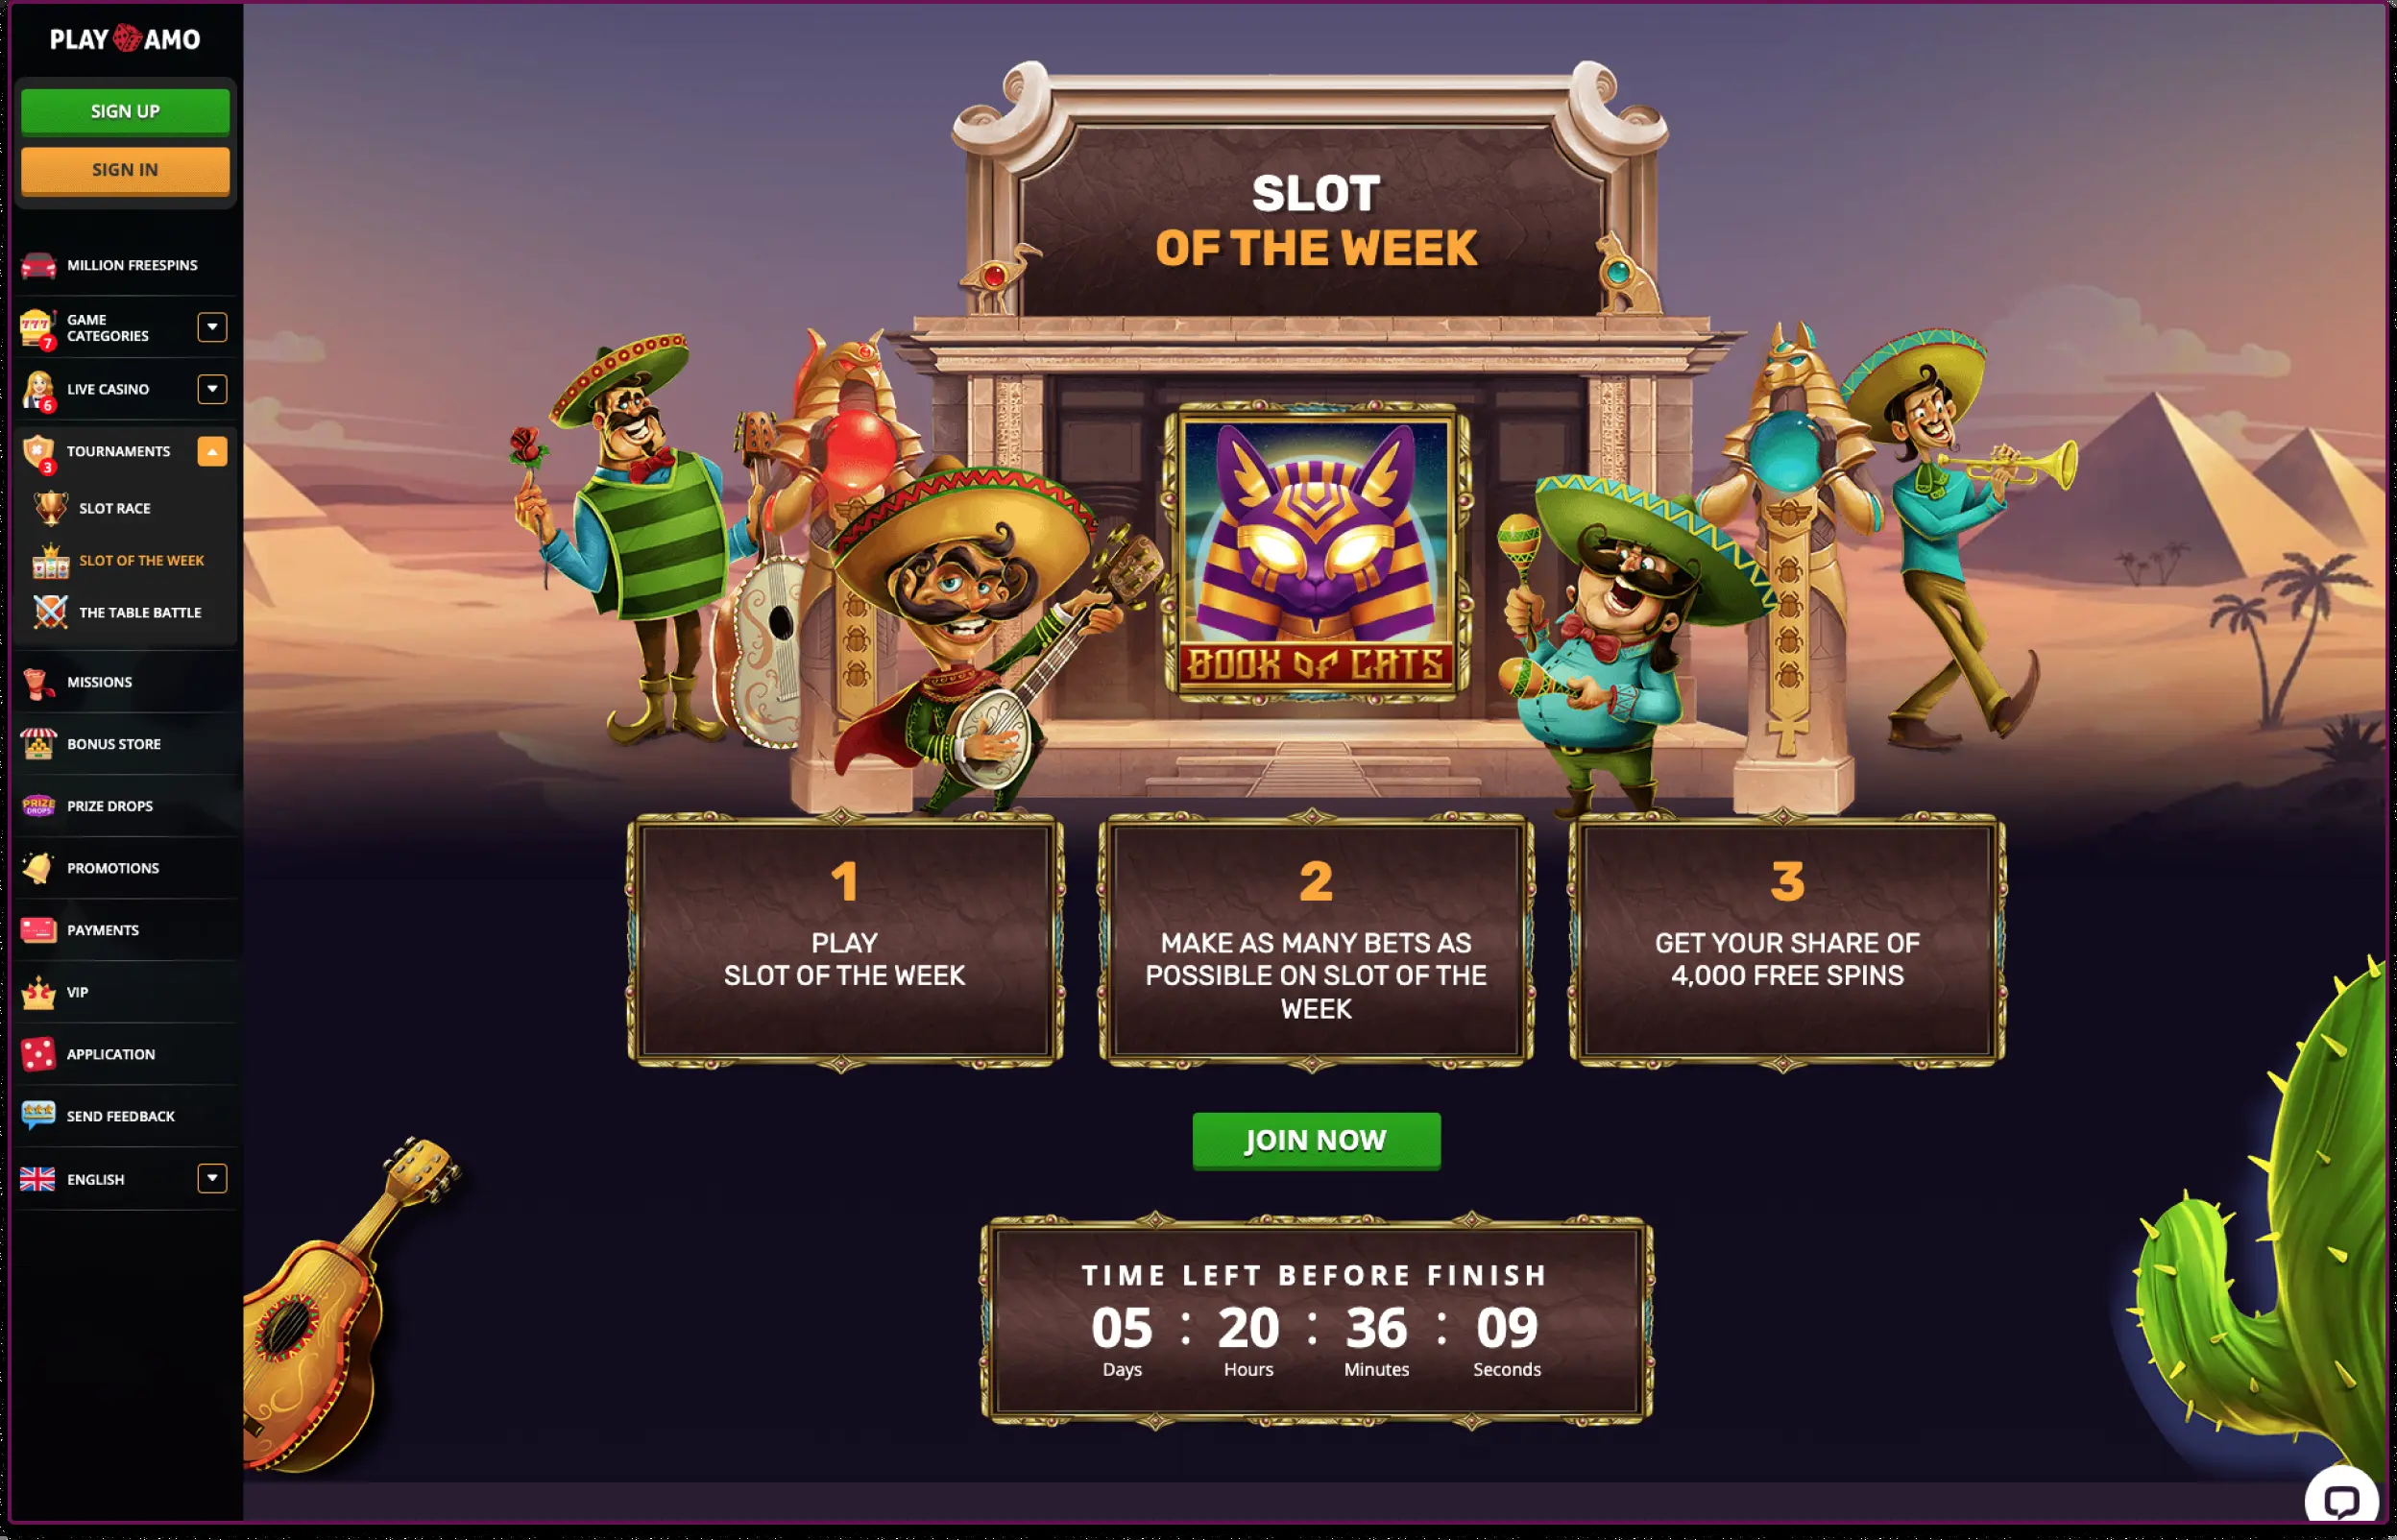 PLAY AMO
SIGN UP
SIGN IN
MILLION FREESPINS
777
7
GAME
CATEGORIES
6
LIVE CASINO
3
TOURNAMENTS
SLOT RACE
SLOT OF THE WEEK
THE TABLE BATTLE
MISSIONS
BONUS STORE
PRIZE
DROPS
PRIZE DROPS
PROMOTIONS
PAYMENTS
VIP
APPLICATION
SEND FEEDBACK
ENGLISH
SLOT
OF THE WEEK
BOOK OF CATS
1
PLAY
SLOT OF THE WEEK
2
MAKE AS MANY BETS AS
POSSIBLE ON SLOT OF THE
WEEK
3
GET YOUR SHARE OF
4,000 FREE SPINS
JOIN NOW
TIME LEFT BEFORE FINISH
05 : 20 : 36 : 09
Days Hours Minutes Seconds